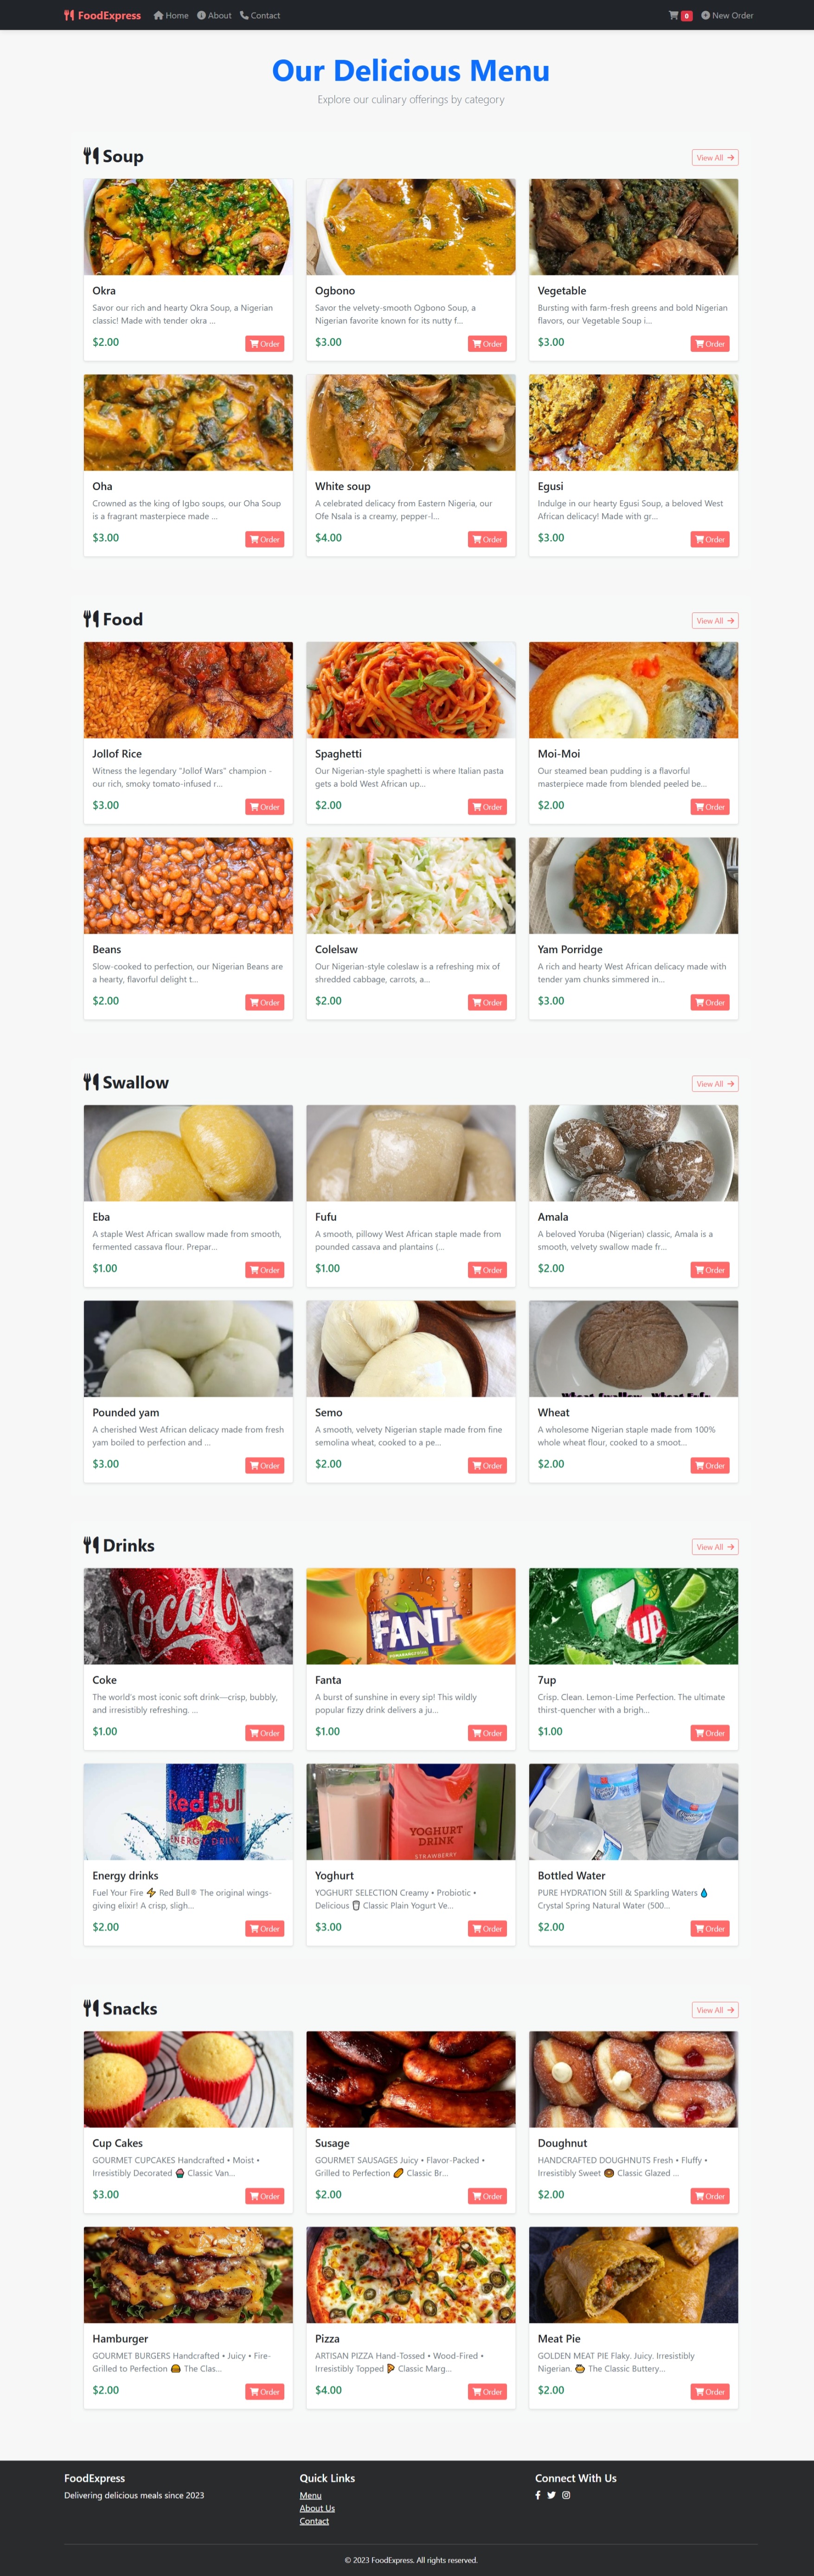 FoodExpress Home About Contact 0 New Order
Our Delicious Menu
Explore our culinary offerings by category
Soup View All →
Okra
Savor our rich and hearty Okra Soup, a Nigerian
classic! Made with tender okra ...
$2.00 Order
Ogbono
Savor the velvety-smooth Ogbono Soup, a
Nigerian favorite known for its nutty f...
$3.00 Order
Vegetable
Bursting with farm-fresh greens and bold Nigerian
flavors, our Vegetable Soup i...
$3.00 Order
Oha
Crowned as the king of Igbo soups, our Oha Soup
is a fragrant masterpiece made ...
$3.00 Order
White soup
A celebrated delicacy from Eastern Nigeria, our
Ofe Nsala is a creamy, pepper-l...
$4.00 Order
Egusi
Indulge in our hearty Egusi Soup, a beloved West
African delicacy! Made with gr...
$3.00 Order
Food View All →
Jollof Rice
Witness the legendary "Jollof Wars" champion -
our rich, smoky tomato-infused r...
$3.00 Order
Spaghetti
Our Nigerian-style spaghetti is where Italian pasta
gets a bold West African up...
$2.00 Order
Moi-Moi
Our steamed bean pudding is a flavorful
masterpiece made from blended peeled be...
$2.00 Order
Beans
Slow-cooked to perfection, our Nigerian Beans are
a hearty, flavorful delight t...
$2.00 Order
Colelsaw
Our Nigerian-style coleslaw is a refreshing mix of
shredded cabbage, carrots, a...
$2.00 Order
Yam Porridge
A rich and hearty West African delicacy made with
tender yam chunks simmered in...
$3.00 Order
Swallow View All →
Eba
A staple West African swallow made from smooth,
fermented cassava flour. Prepar...
$1.00 Order
Fufu
A smooth, pillowy West African staple made from
pounded cassava and plantains (...
$1.00 Order
Amala
A beloved Yoruba (Nigerian) classic, Amala is a
smooth, velvety swallow made fr...
$2.00 Order
Pounded yam
A cherished West African delicacy made from fresh
yam boiled to perfection and ...
$3.00 Order
Semo
A smooth, velvety Nigerian staple made from fine
semolina wheat, cooked to a pe...
$2.00 Order
Wheat
A wholesome Nigerian staple made from 100%
whole wheat flour, cooked to a smoot...
$2.00 Order
Drinks View All →
Coca-C
Coke
The world's most iconic soft drink—crisp, bubbly,
and irresistibly refreshing. ...
$1.00 Order
FANT
Fanta
A burst of sunshine in every sip! This wildly
popular fizzy drink delivers a ju...
$1.00 Order
7up
7up
Crisp. Clean. Lemon-Lime Perfection. The ultimate
thirst-quencher with a brigh...
$1.00 Order
Red Bull
ENERGY DRINK
Energy drinks
Fuel Your Fire ⚡ Red Bull® The original wings-
giving elixir! A crisp, sligh...
$2.00 Order
YOGHURT
DRINK
STRAWBERRY
Yoghurt
YOGHURT SELECTION Creamy • Probiotic •
Delicious 🥛 Classic Plain Yogurt Ve...
$3.00 Order
Bottled Water
PURE HYDRATION Still & Sparkling Waters 💧
Crystal Spring Natural Water (500...
$2.00 Order
Snacks View All →
Cup Cakes
GOURMET CUPCAKES Handcrafted • Moist •
Irresistibly Decorated 🧁 Classic Van...
$3.00 Order
Susage
GOURMET SAUSAGES Juicy • Flavor-Packed •
Grilled to Perfection 🌭 Classic Br...
$2.00 Order
Doughnut
HANDCRAFTED DOUGHNUTS Fresh • Fluffy •
Irresistibly Sweet 🍩 Classic Glazed ...
$2.00 Order
Hamburger
GOURMET BURGERS Handcrafted • Juicy • Fire-
Grilled to Perfection 🍔 The Clas...
$2.00 Order
Pizza
ARTISAN PIZZA Hand-Tossed • Wood-Fired •
Irresistibly Topped 🍕 Classic Marg...
$4.00 Order
Meat Pie
GOLDEN MEAT PIE Flaky. Juicy. Irresistibly
Nigerian. 🥘 The Classic Buttery...
$2.00 Order
FoodExpress
Delivering delicious meals since 2023
Quick Links
Menu
About Us
Contact
Connect With Us
© 2023 FoodExpress. All rights reserved.